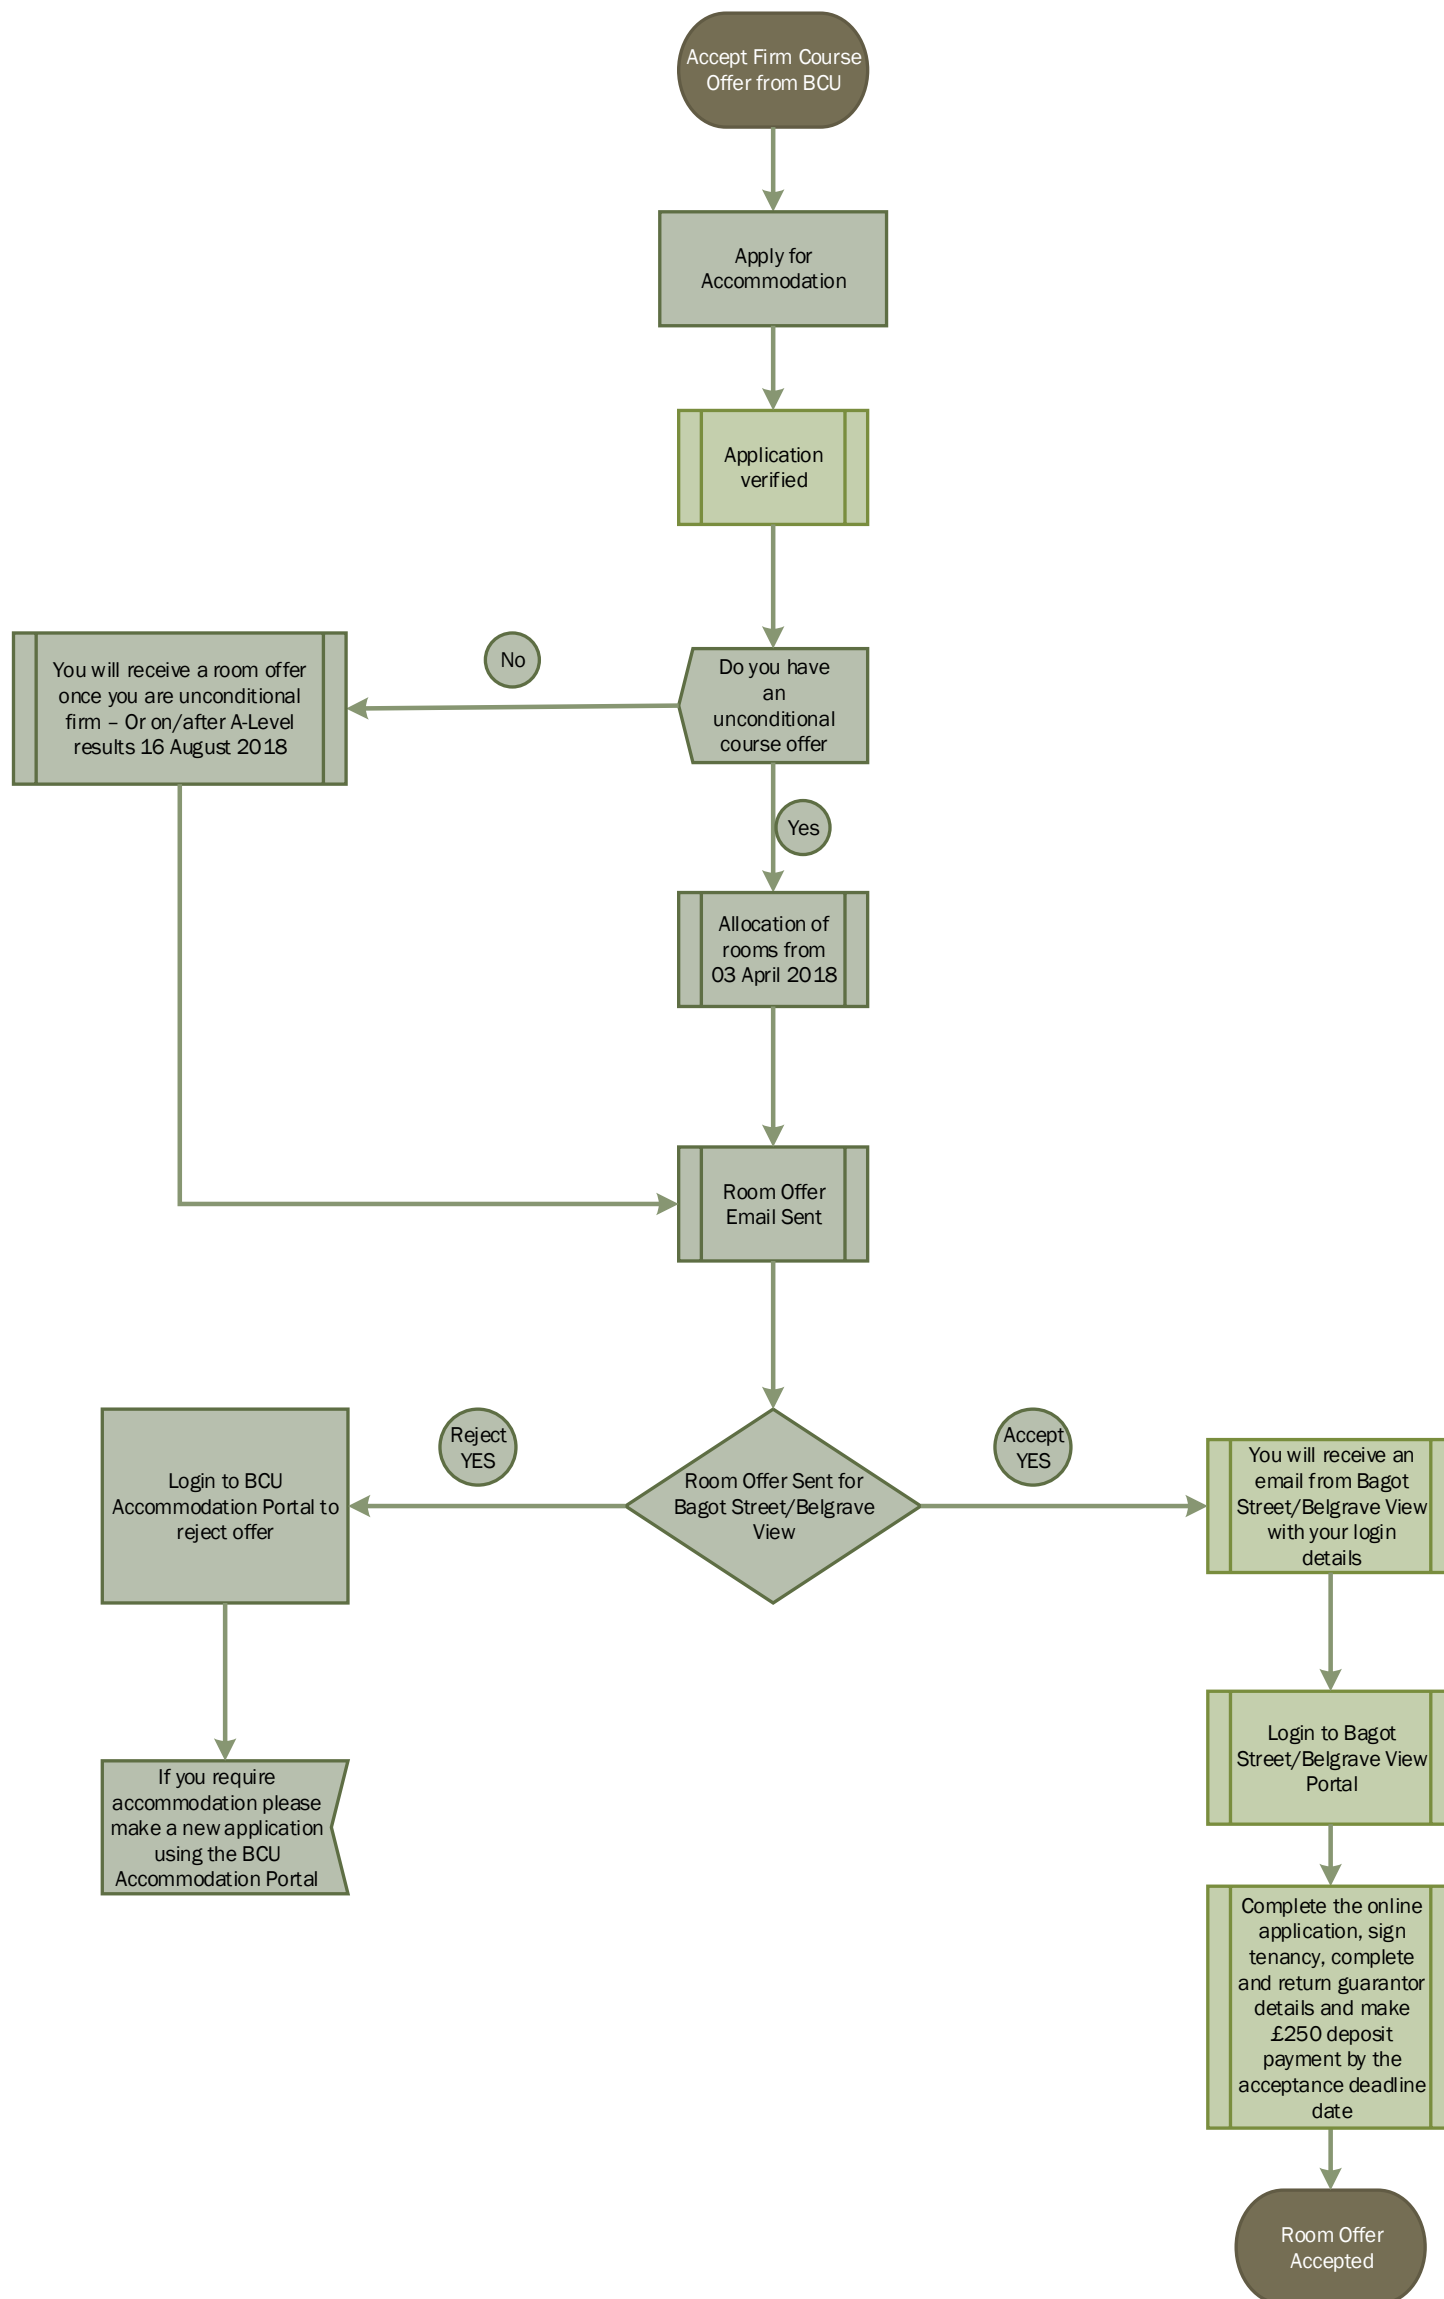 Accept Firm Course
Offer from BCU
Apply for
Accommodation
Application
verified
You will receive a room offer
once you are unconditional
firm – Or on/after A-Level
results 16 August 2018
No
Do you have
an
unconditional
course offer
Yes
Allocation of
rooms from
03 April 2018
Room Offer
Email Sent
Login to BCU
Accommodation Portal to
reject offer
Reject
YES
Room Offer Sent for
Bagot Street/Belgrave
View
Accept
YES
You will receive an
email from Bagot
Street/Belgrave View
with your login
details
If you require
accommodation please
make a new application
using the BCU
Accommodation Portal
Login to Bagot
Street/Belgrave View
Portal
Complete the online
application, sign
tenancy, complete
and return guarantor
details and make
£250 deposit
payment by the
acceptance deadline
date
Room Offer
Accepted